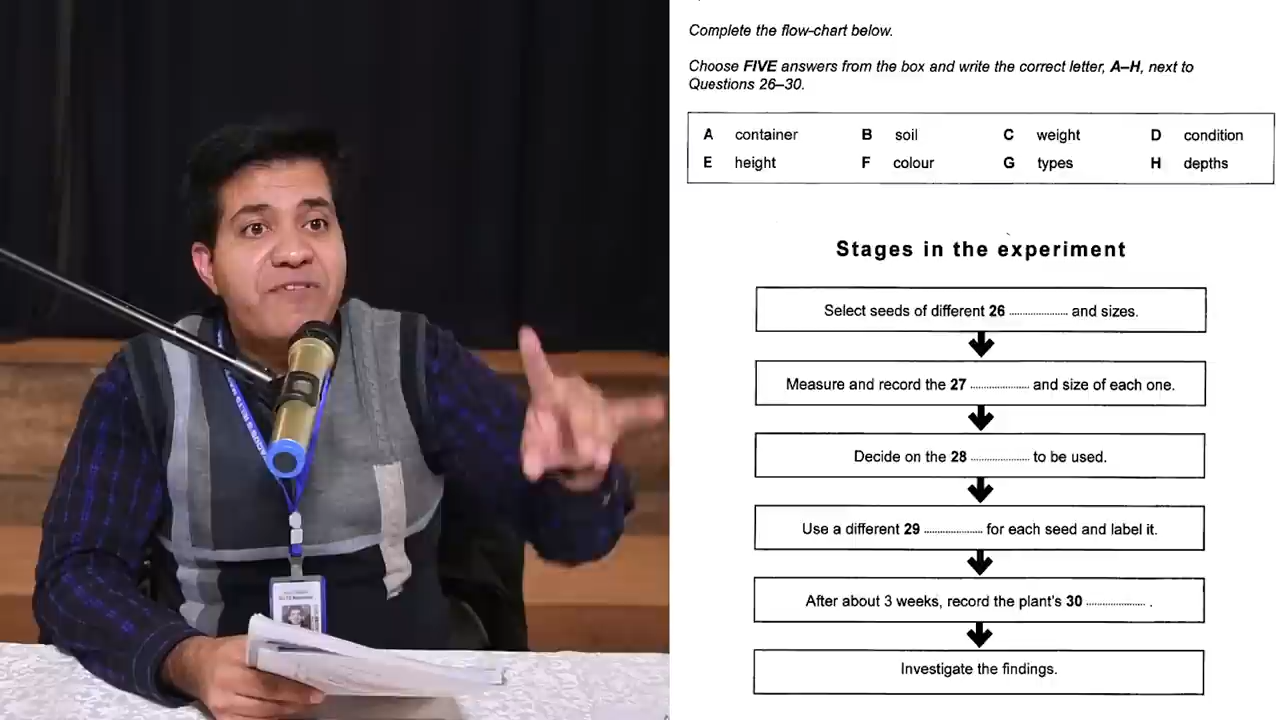 Complete the flow-chart below.
Choose FIVE answers from the box and write the correct letter, A–H, next to
Questions 26–30.
A container B soil C weight D condition
E height F colour G types H depths
Stages in the experiment
Select seeds of different 26 .................... and sizes.
Measure and record the 27 .................... and size of each one.
Decide on the 28 .................... to be used.
Use a different 29 .................... for each seed and label it.
After about 3 weeks, record the plant's 30 .................... .
Investigate the findings.